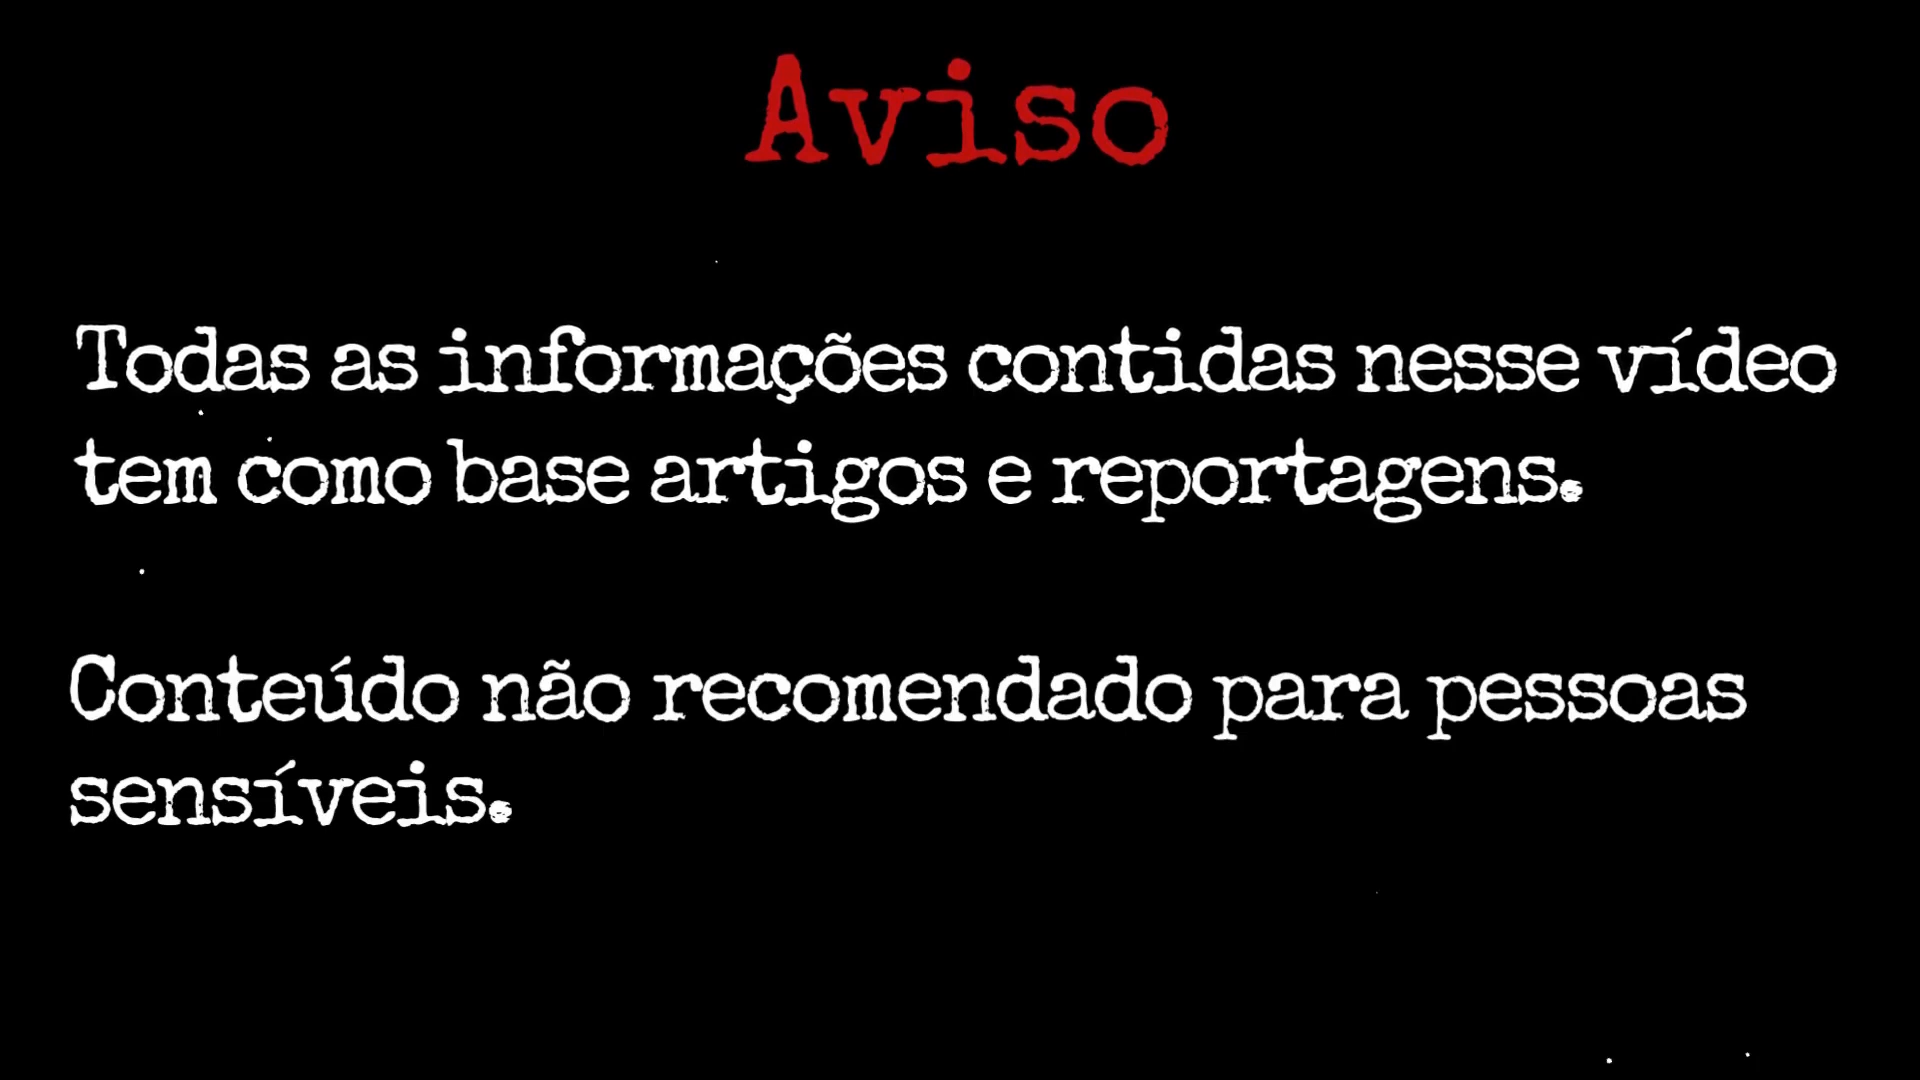 Aviso
Todas as informações contidas nesse vídeo
tem como base artigos e reportagens.
Conteúdo não recomendado para pessoas
sensíveis.